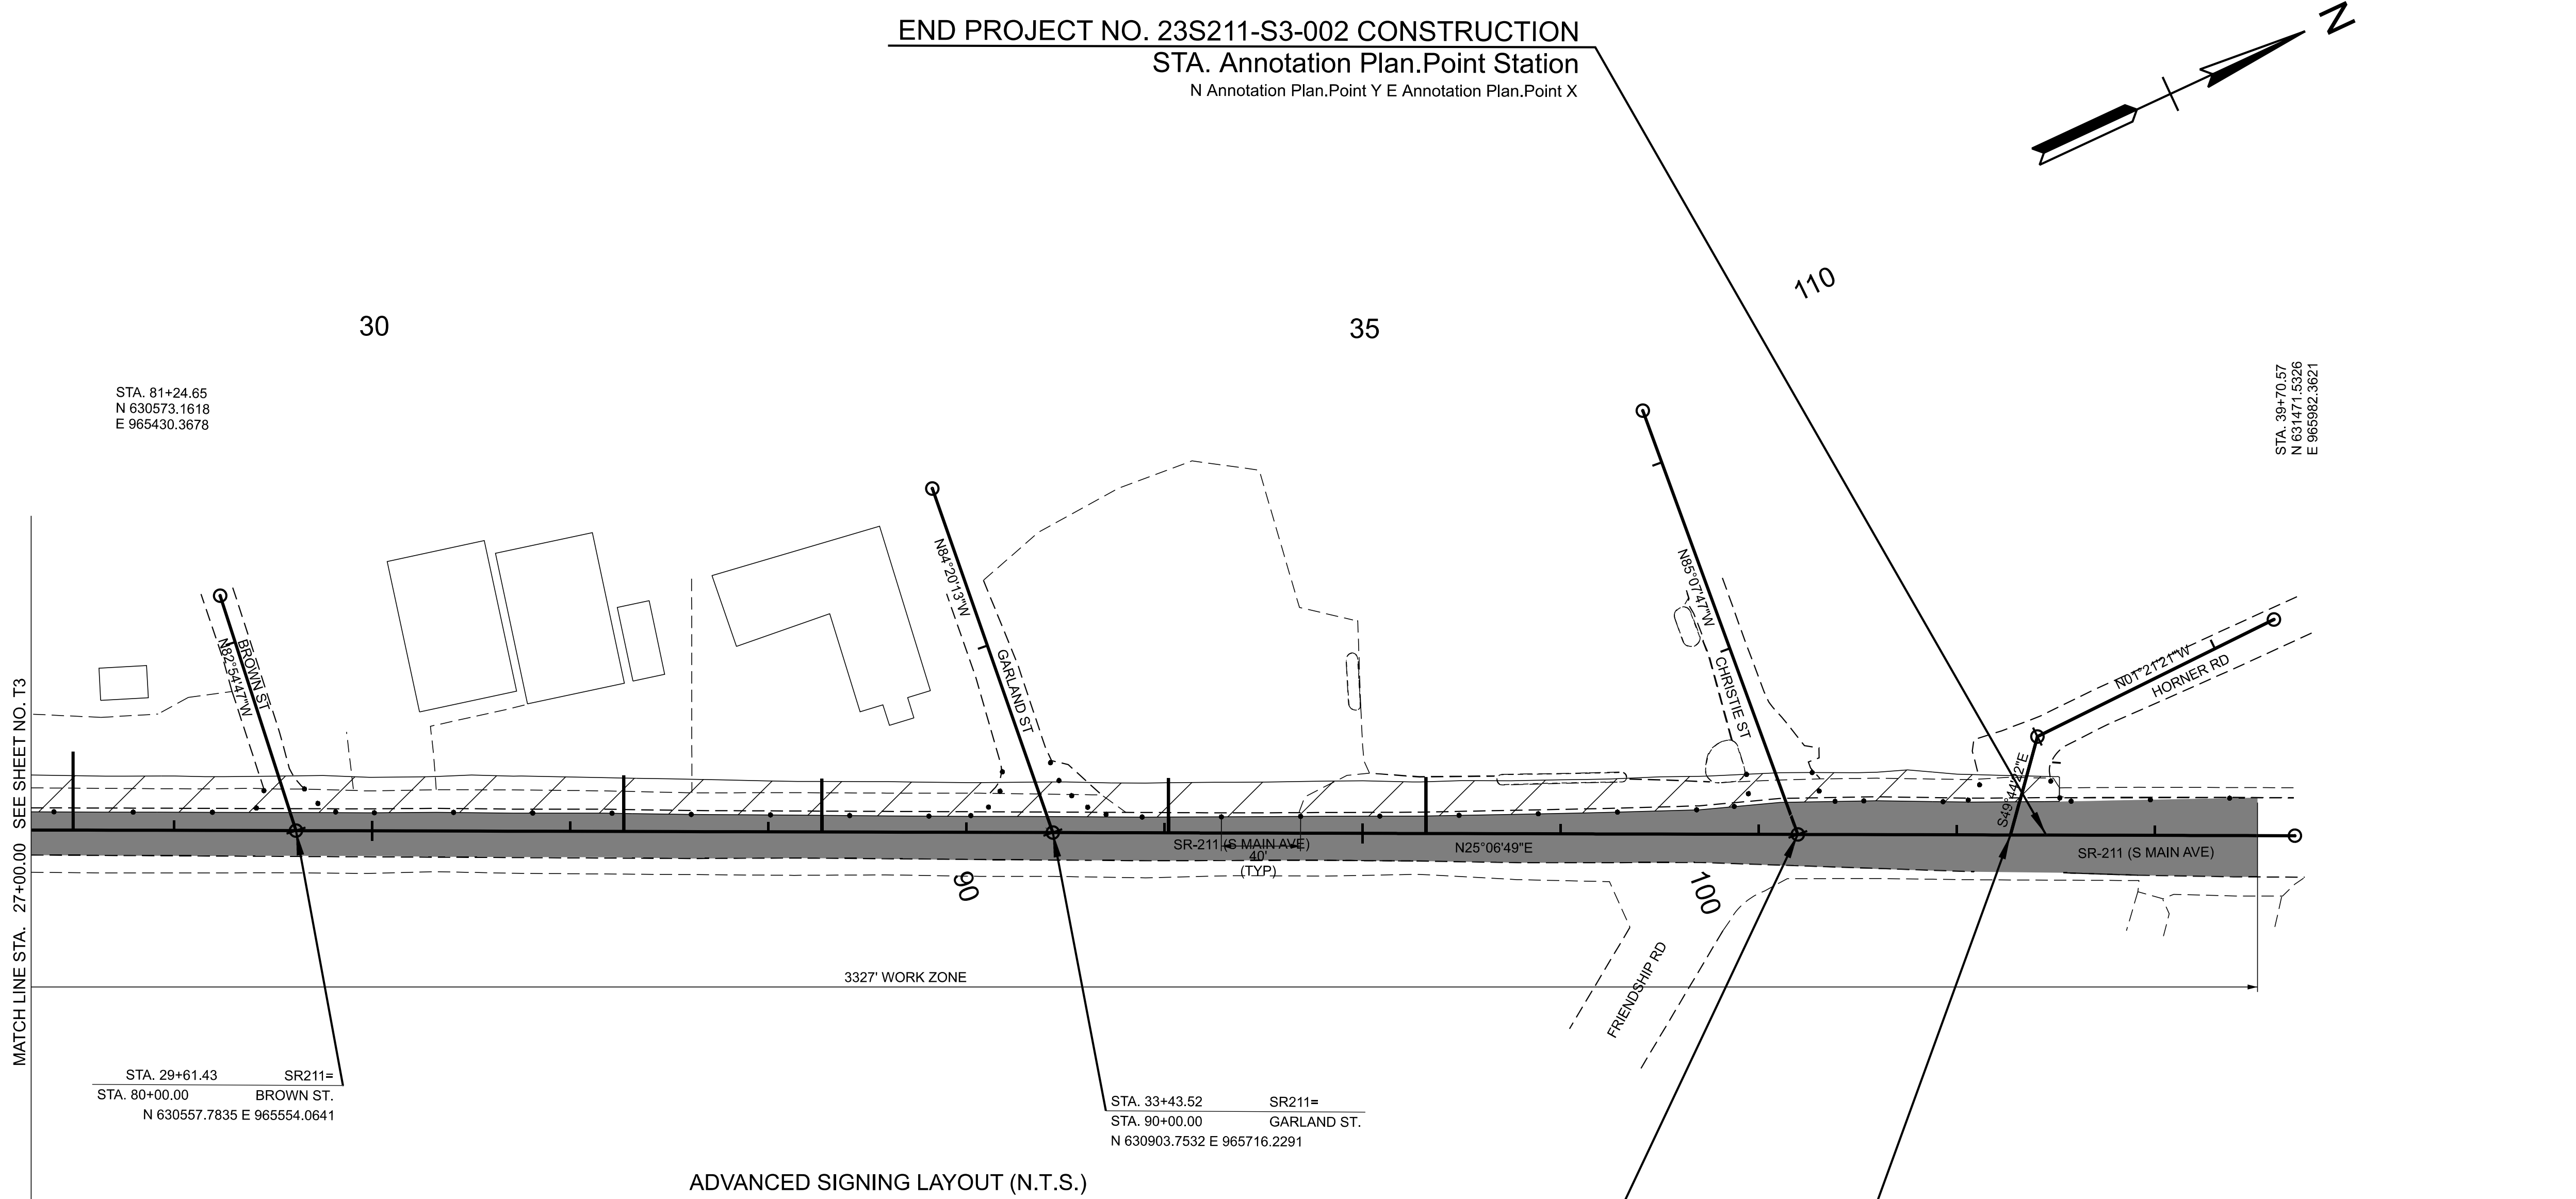 END PROJECT NO. 23S211-S3-002 CONSTRUCTION
STA. Annotation Plan.Point Station
N Annotation Plan.Point Y E Annotation Plan.Point X
N
110
30
35
STA. 81+24.65
N 630573.1618
E 965430.3678
STA. 39+70.57
N 631471.5326
E 965982.3621
N82°54'47"W
BROWN ST
N84°20'13"W
GARLAND ST
N85°07'47"W
CHRISTIE ST
N01°21'21"W
HORNER RD
S49°44'22"E
MATCH LINE STA. 27+00.00 SEE SHEET NO. T3
SR-211 (S MAIN AVE)
40'
(TYP)
N25°06'49"E
SR-211 (S MAIN AVE)
90
100
FRIENDSHIP RD
3327' WORK ZONE
STA. 29+61.43 SR211=
STA. 80+00.00 BROWN ST.
N 630557.7835 E 965554.0641
STA. 33+43.52 SR211=
STA. 90+00.00 GARLAND ST.
N 630903.7532 E 965716.2291
ADVANCED SIGNING LAYOUT (N.T.S.)